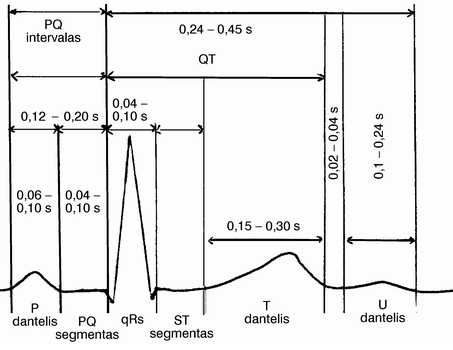 PQ
intervalas
0,24 – 0,45 s
QT
0,12 – 0,20 s
0,04 –
0,10 s
0,02 – 0,04 s
0,1 – 0,24 s
0,06 –
0,10 s
0,04 –
0,10 s
0,15 – 0,30 s
P
dantelis
PQ
segmentas
qRs
ST
segmentas
T
dantelis
U
dantelis